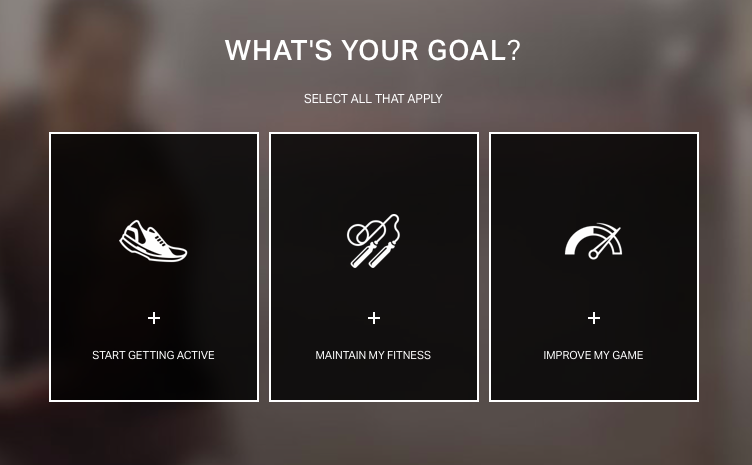 WHAT'S YOUR GOAL?
SELECT ALL THAT APPLY
START GETTING ACTIVE
MAINTAIN MY FITNESS
IMPROVE MY GAME